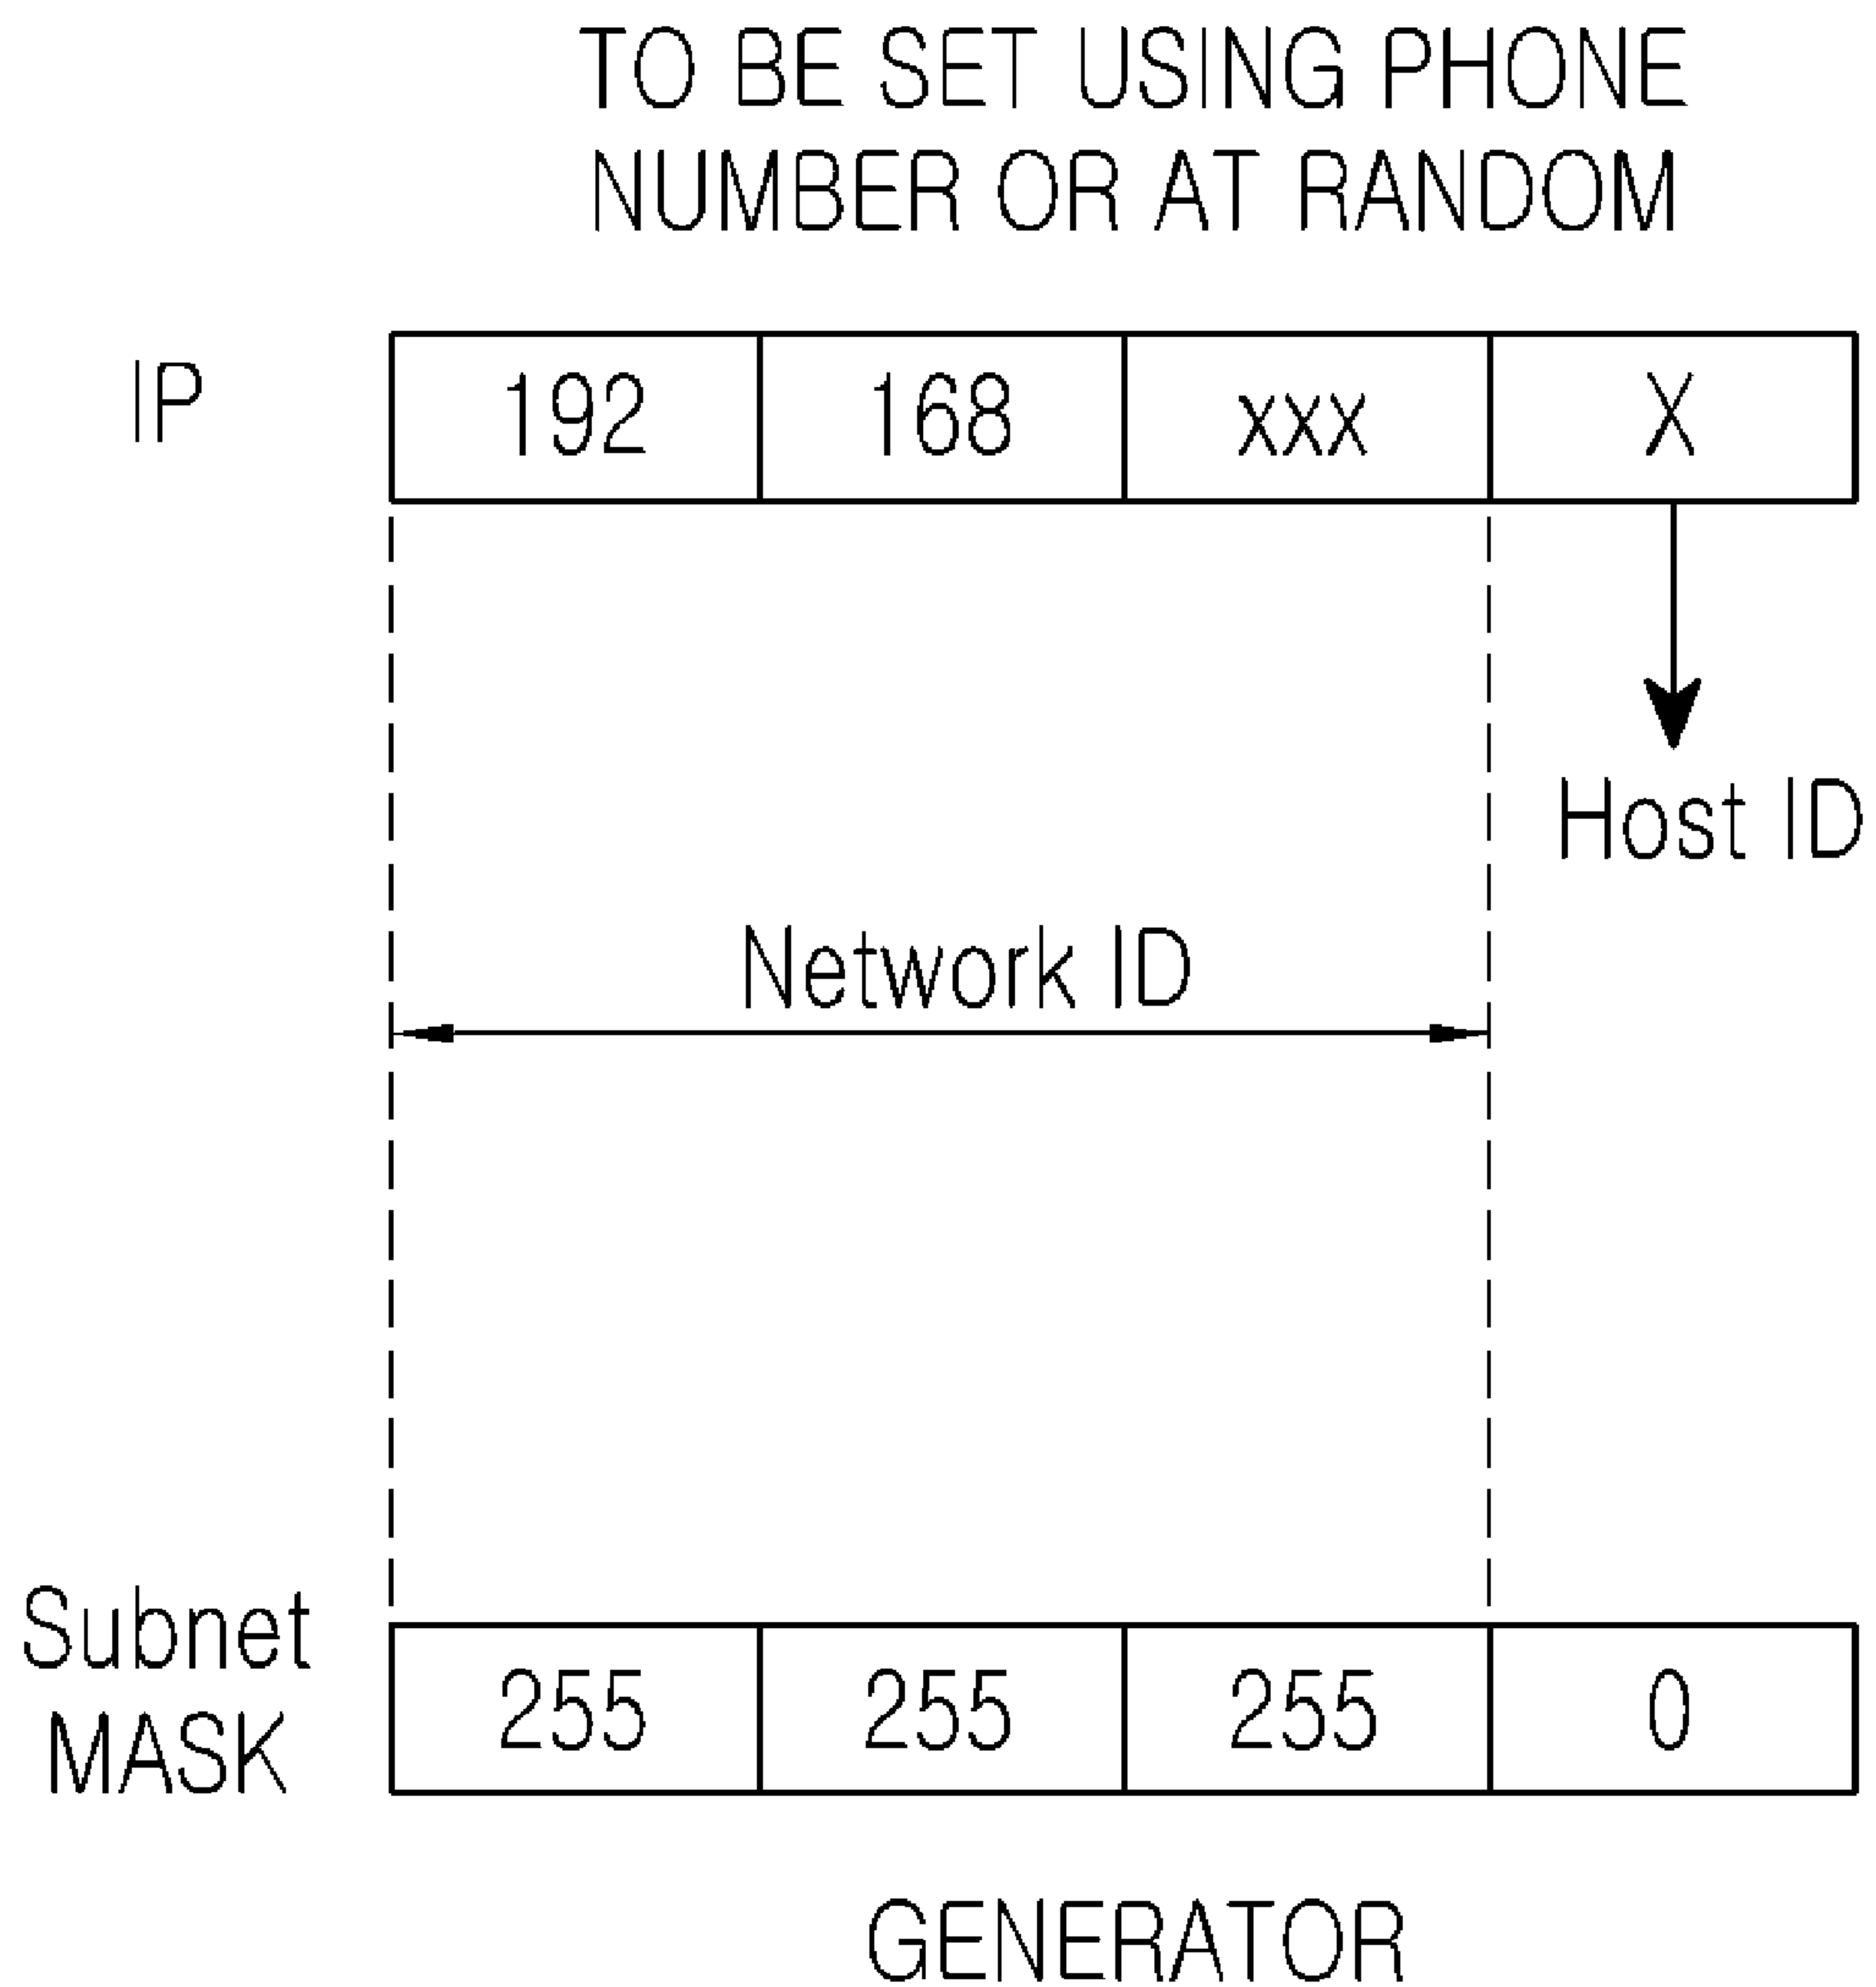 TO BE SET USING PHONE
NUMBER OR AT RANDOM
IP 192 168 xxx X
Host ID
Network ID
Subnet
MASK
255 255 255 0
GENERATOR